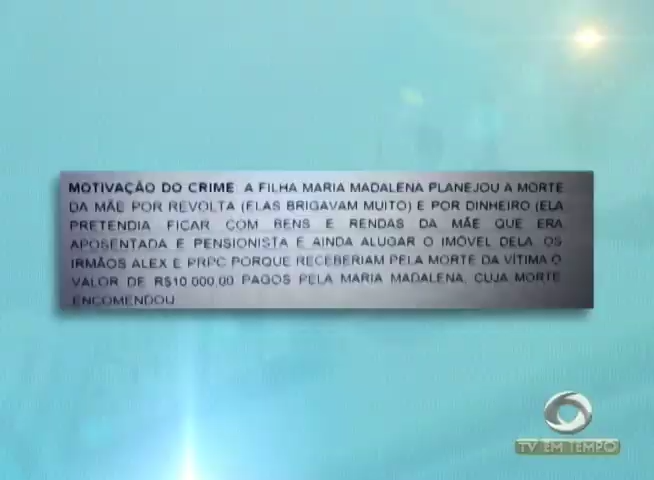 MOTIVAÇÃO DO CRIME: A FILHA MARIA MADALENA PLANEJOU A MORTE
DA MÃE POR REVOLTA (ELAS BRIGAVAM MUITO) E POR DINHEIRO (ELA
PRETENDIA FICAR COM BENS E RENDAS DA MÃE QUE ERA
APOSENTADA E PENSIONISTA E AINDA ALUGAR O IMÓVEL DELA. OS
IRMÃOS ALEX E PRPC PORQUE RECEBERIAM PELA MORTE DA VÍTIMA O
VALOR DE R$10.000,00 PAGOS PELA MARIA MADALENA, CUJA MORTE
ENCOMENDOU
TV EM TEMPO